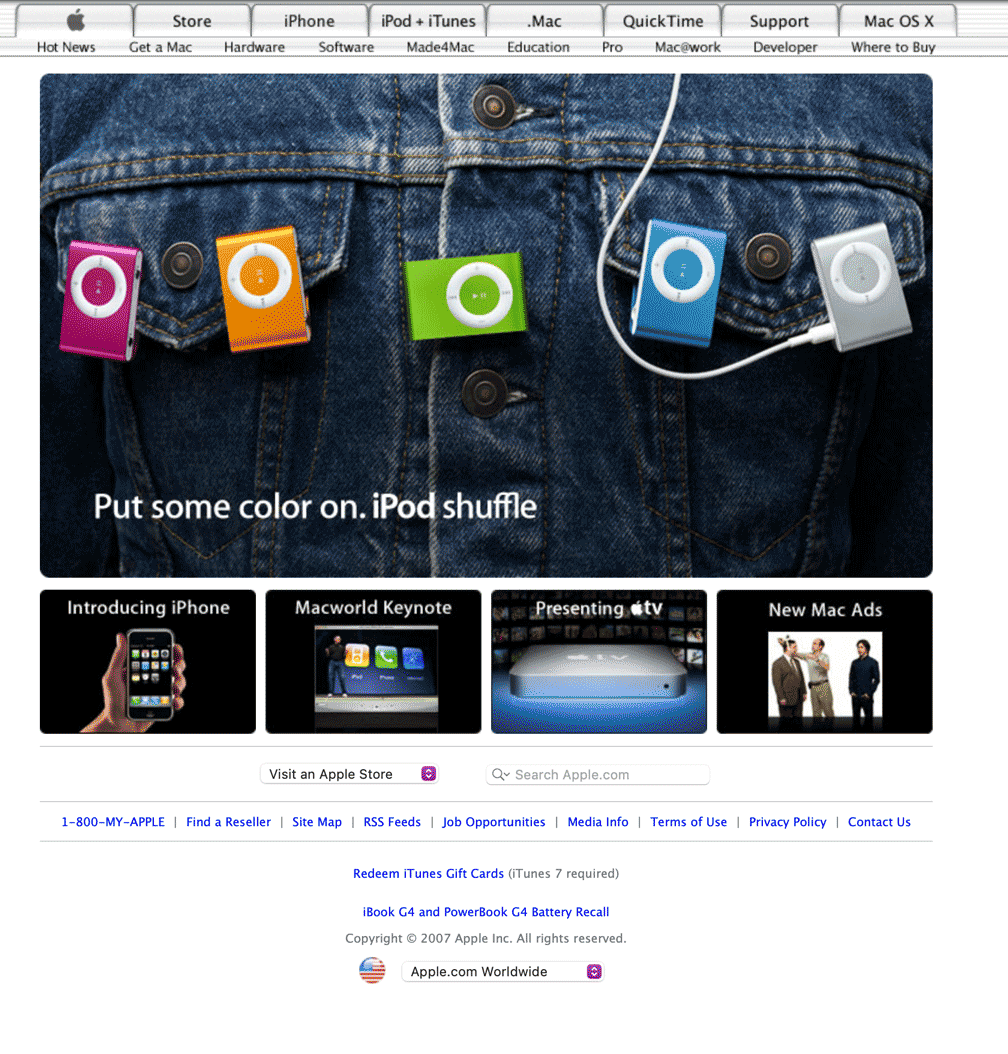 Store iPhone iPod + iTunes .Mac QuickTime Support Mac OS X
Hot News Get a Mac Hardware Software Made4Mac Education Pro Mac@work Developer Where to Buy
Put some color on. iPod shuffle
Introducing iPhone
Macworld Keynote
Presenting tv
New Mac Ads
Visit an Apple Store
Search Apple.com
1-800-MY-APPLE | Find a Reseller | Site Map | RSS Feeds | Job Opportunities | Media Info | Terms of Use | Privacy Policy | Contact Us
Redeem iTunes Gift Cards (iTunes 7 required)
iBook G4 and PowerBook G4 Battery Recall
Copyright © 2007 Apple Inc. All rights reserved.
Apple.com Worldwide